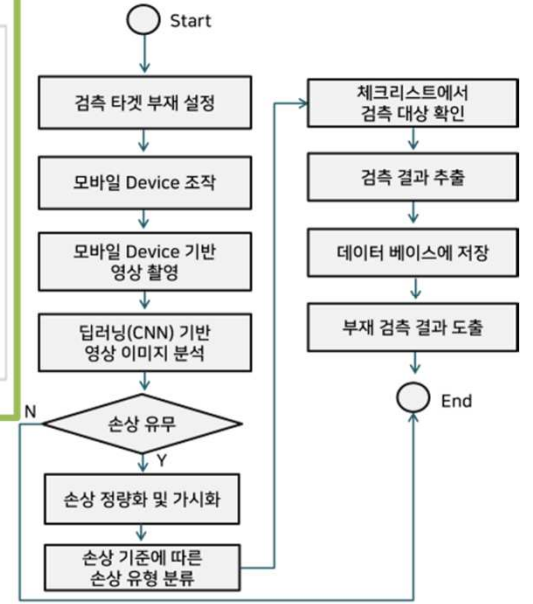 Start
검측 타겟 부재 설정
모바일 Device 조작
모바일 Device 기반
영상 촬영
딥러닝(CNN) 기반
영상 이미지 분석
N
손상 유무
Y
손상 정량화 및 가시화
손상 기준에 따른
손상 유형 분류
체크리스트에서
검측 대상 확인
검측 결과 추출
데이터 베이스에 저장
부재 검측 결과 도출
End